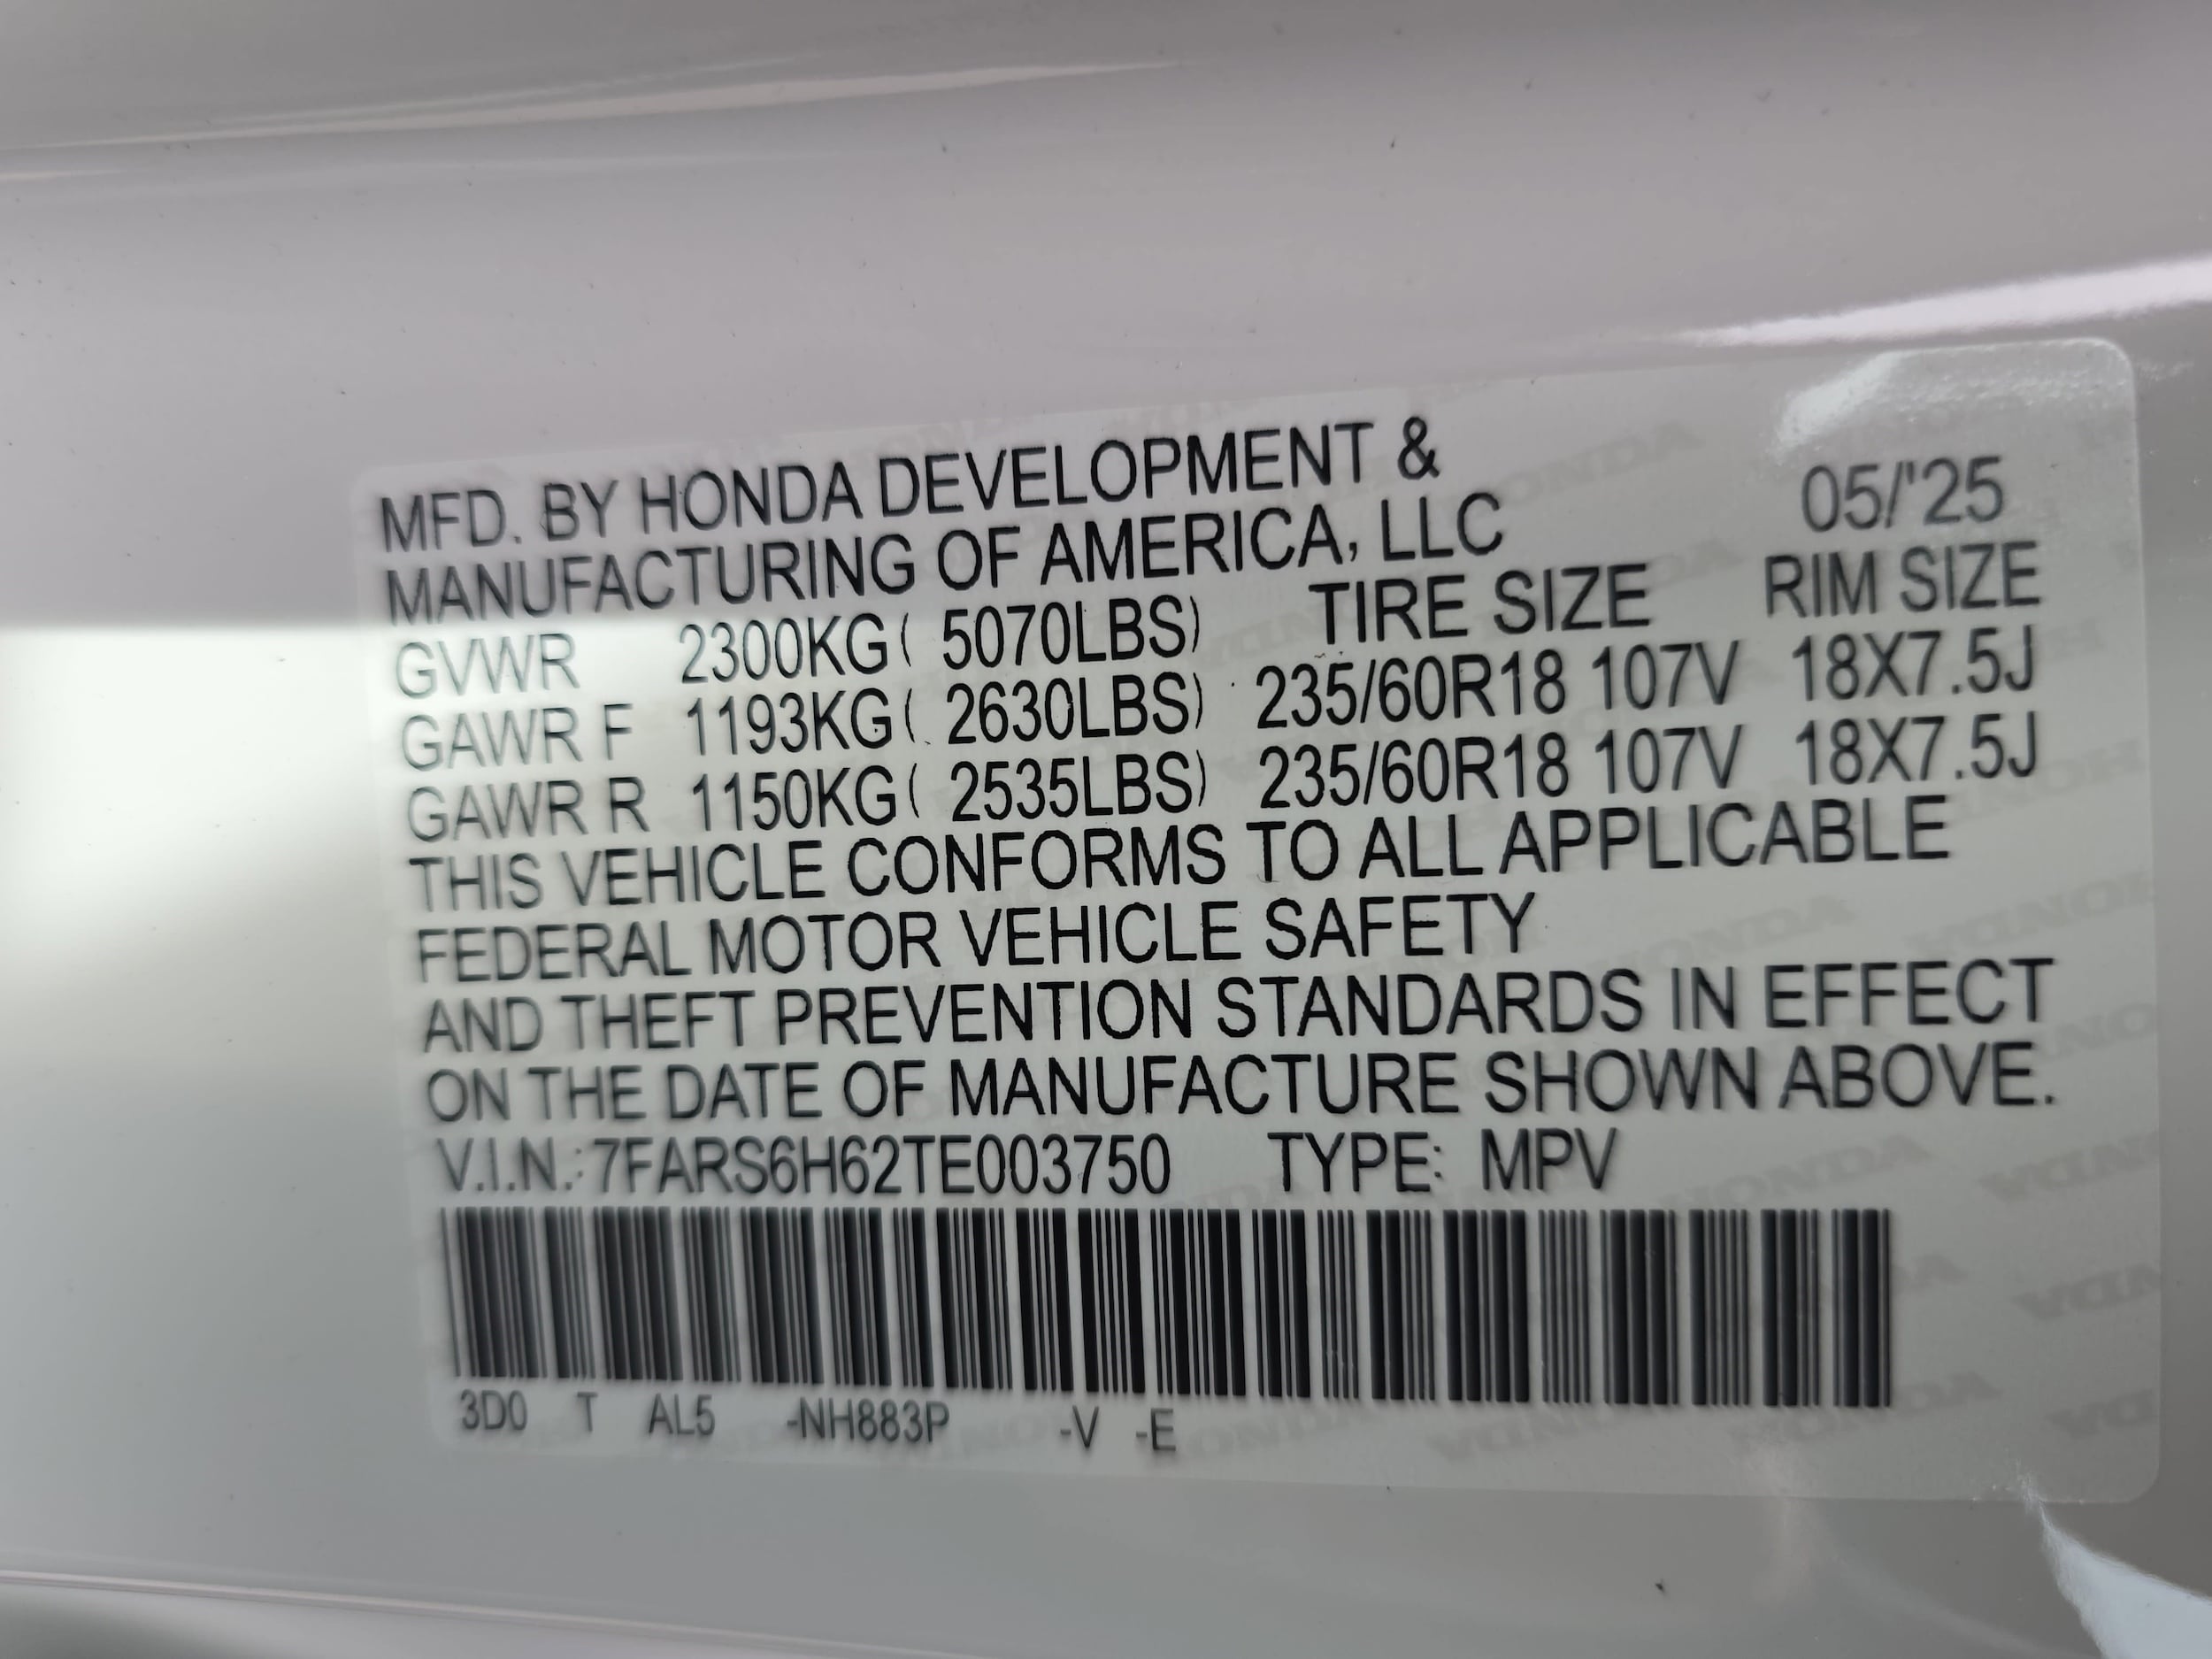 MFD. BY HONDA DEVELOPMENT &
MANUFACTURING OF AMERICA, LLC 05/'25
GVWR 2300KG( 5070LBS) TIRE SIZE RIM SIZE
GAWR F 1193KG( 2630LBS) 235/60R18 107V 18X7.5J
GAWR R 1150KG( 2535LBS) 235/60R18 107V 18X7.5J
THIS VEHICLE CONFORMS TO ALL APPLICABLE
FEDERAL MOTOR VEHICLE SAFETY
AND THEFT PREVENTION STANDARDS IN EFFECT
ON THE DATE OF MANUFACTURE SHOWN ABOVE.
V.I.N.: 7FARS6H62TE003750 TYPE: MPV
3D0 T AL5 -NH883P -V -E